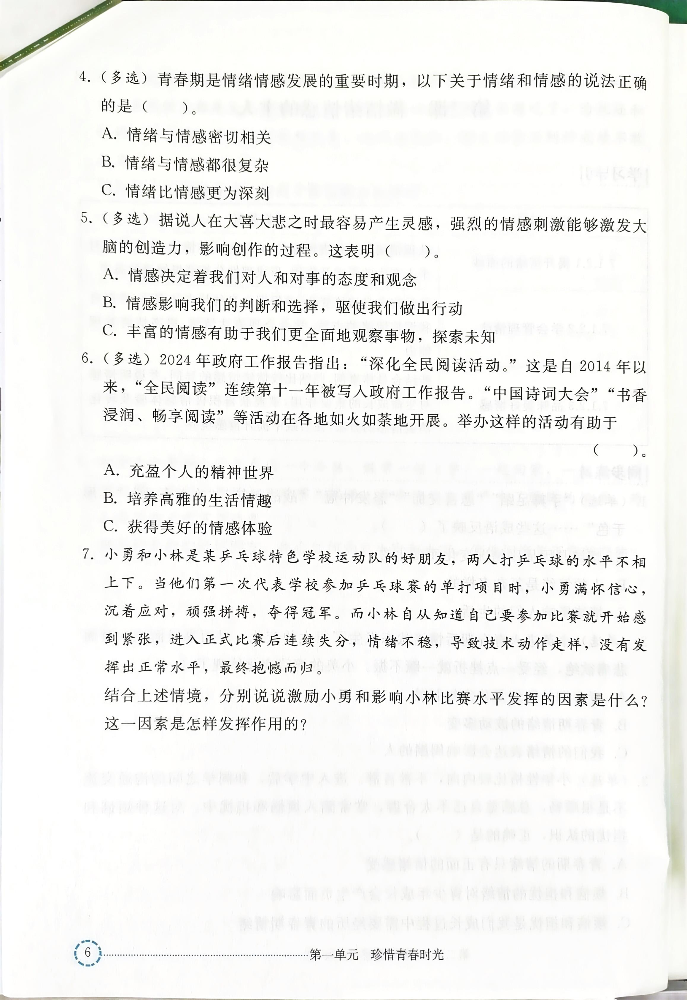 4.（多选）青春期是情绪情感发展的重要时期，以下关于情绪和情感的说法正确
的是（　　）。
A. 情绪与情感密切相关
B. 情绪与情感都很复杂
C. 情绪比情感更为深刻
5.（多选）据说人在大喜大悲之时最容易产生灵感，强烈的情感刺激能够激发大
脑的创造力，影响创作的过程。这表明（　　）。
A. 情感决定着我们对人和对事的态度和观念
B. 情感影响我们的判断和选择，驱使我们做出行动
C. 丰富的情感有助于我们更全面地观察事物，探索未知
6.（多选）2024 年政府工作报告指出：“深化全民阅读活动。”这是自 2014 年以
来，“全民阅读”连续第十一年被写入政府工作报告。“中国诗词大会”“书香
浸润、畅享阅读”等活动在各地如火如荼地开展。举办这样的活动有助于
（　　）。
A. 充盈个人的精神世界
B. 培养高雅的生活情趣
C. 获得美好的情感体验
7. 小勇和小林是某乒乓球特色学校运动队的好朋友，两人打乒乓球的水平不相
上下。当他们第一次代表学校参加乒乓球赛的单打项目时，小勇满怀信心，
沉着应对，顽强拼搏，夺得冠军。而小林自从知道自己要参加比赛就开始感
到紧张，进入正式比赛后连续失分，情绪不稳，导致技术动作走样，没有发
挥出正常水平，最终抱憾而归。
结合上述情境，分别说说激励小勇和影响小林比赛水平发挥的因素是什么？
这一因素是怎样发挥作用的？
6 第一单元　珍惜青春时光